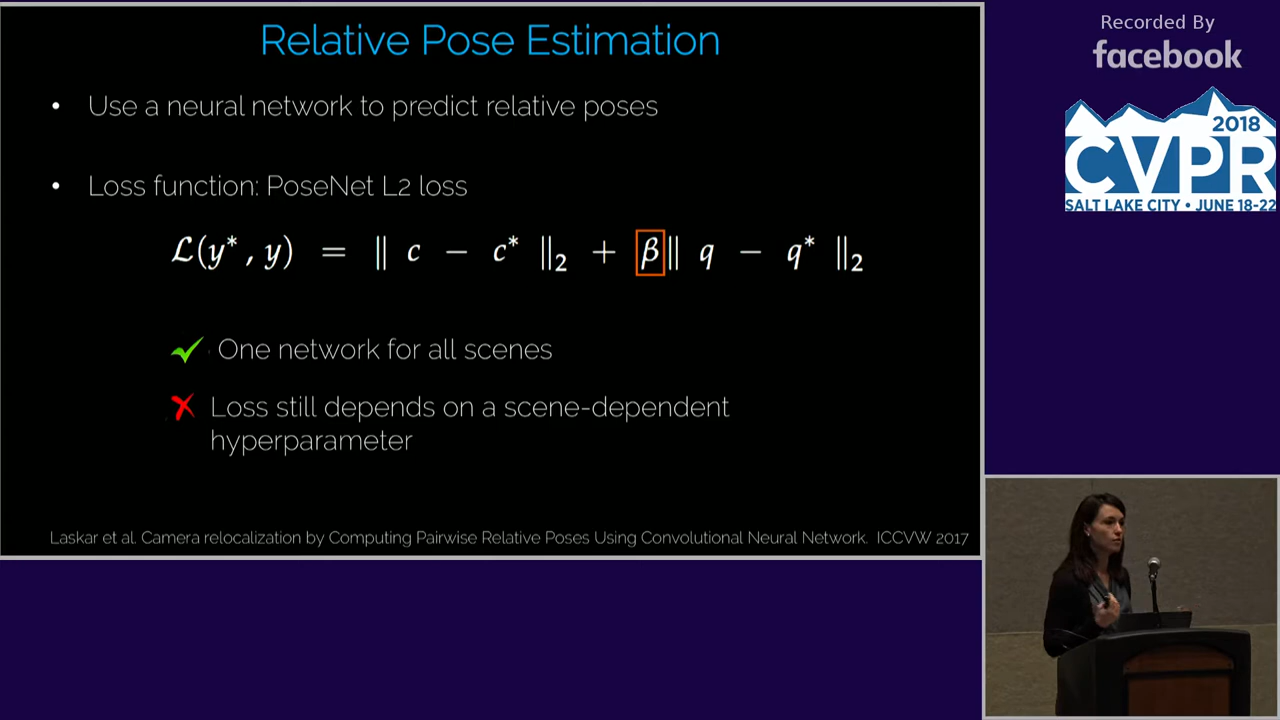 Relative Pose Estimation
• Use a neural network to predict relative poses
• Loss function: PoseNet L2 loss
ℒ(y*, y) = ‖ c − c* ‖₂ + β‖ q − q* ‖₂
One network for all scenes
Loss still depends on a scene-dependent
hyperparameter
Laskar et al. Camera relocalization by Computing Pairwise Relative Poses Using Convolutional Neural Network. ICCVW 2017
Recorded By
facebook
2018
CVPR
SALT LAKE CITY • JUNE 18-22